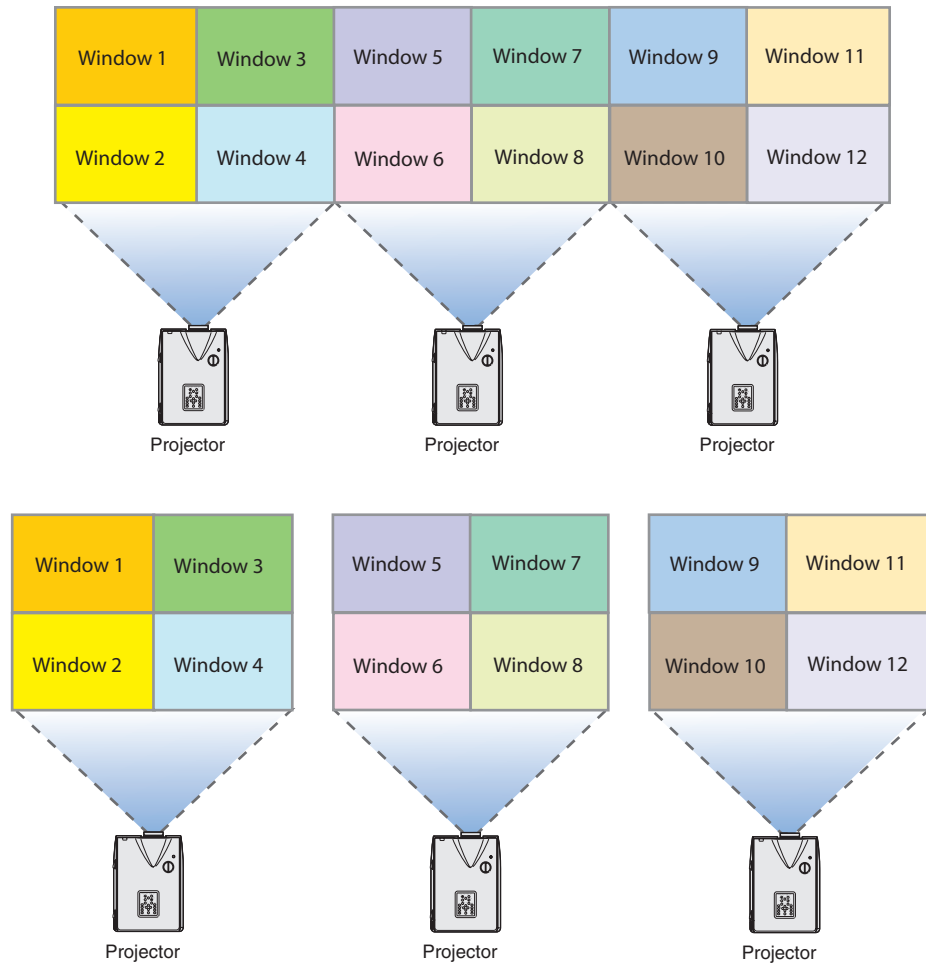 Window 1
Window 3
Window 5
Window 7
Window 9
Window 11
Window 2
Window 4
Window 6
Window 8
Window 10
Window 12
Projector
Projector
Projector
Window 1
Window 3
Window 5
Window 7
Window 9
Window 11
Window 2
Window 4
Window 6
Window 8
Window 10
Window 12
Projector
Projector
Projector